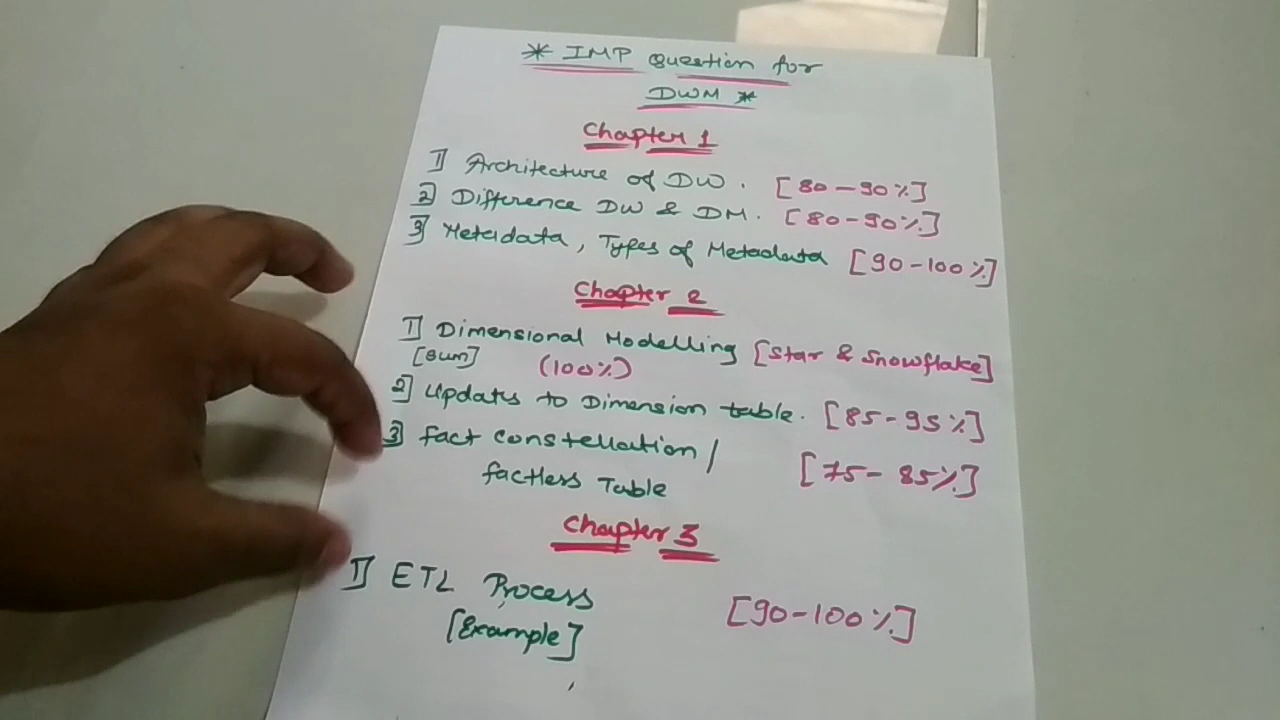 * IMP Question for
DWM *
Chapter 1
1] Architecture of DW. [80-90%]
2] Difference DW & DM. [80-90%]
3] Metadata, Types of Metadata [90-100%]
Chapter 2
1] Dimensional Modelling [Star & Snowflake]
[sum] (100%)
2] Updates to Dimension table. [85-95%]
3] fact constellation / [75-85%]
factless Table
Chapter 3
1] ETL Process [90-100%]
[Example]